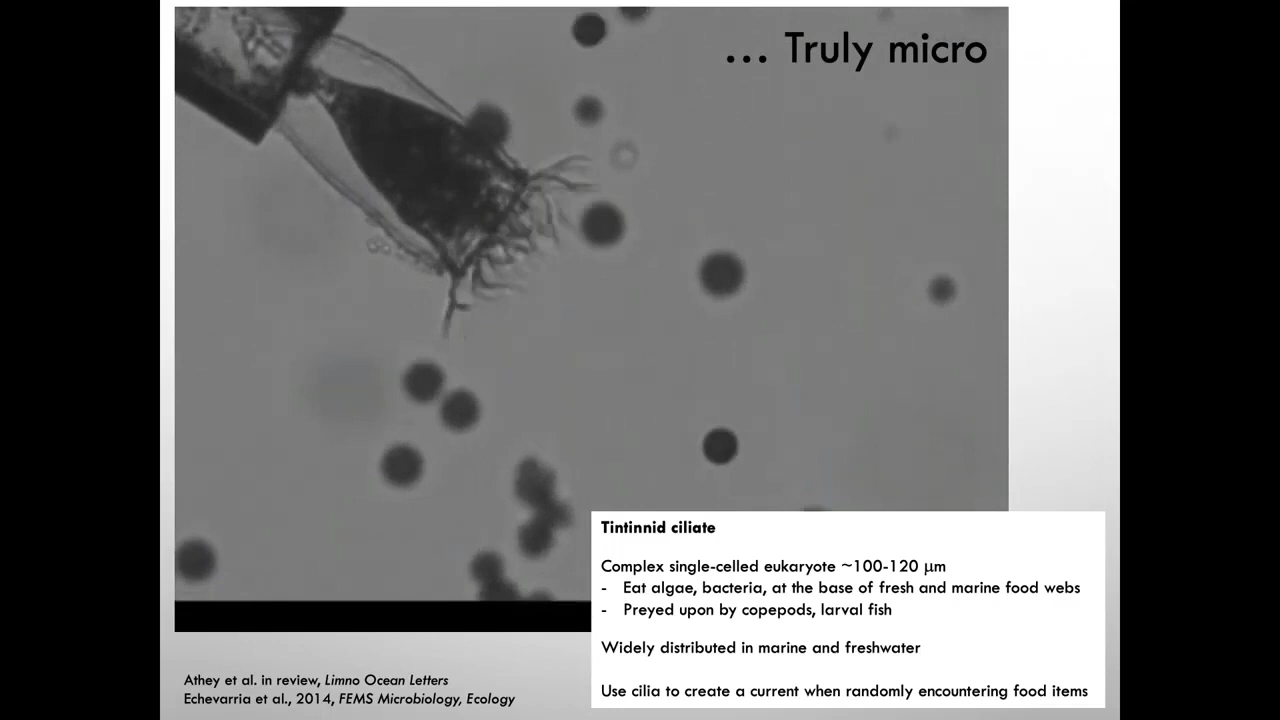 ... Truly micro
Tintinnid ciliate
Complex single-celled eukaryote ~100-120 µm
- Eat algae, bacteria, at the base of fresh and marine food webs
- Preyed upon by copepods, larval fish
Widely distributed in marine and freshwater
Use cilia to create a current when randomly encountering food items
Athey et al. in review, Limno Ocean Letters
Echevarria et al., 2014, FEMS Microbiology, Ecology